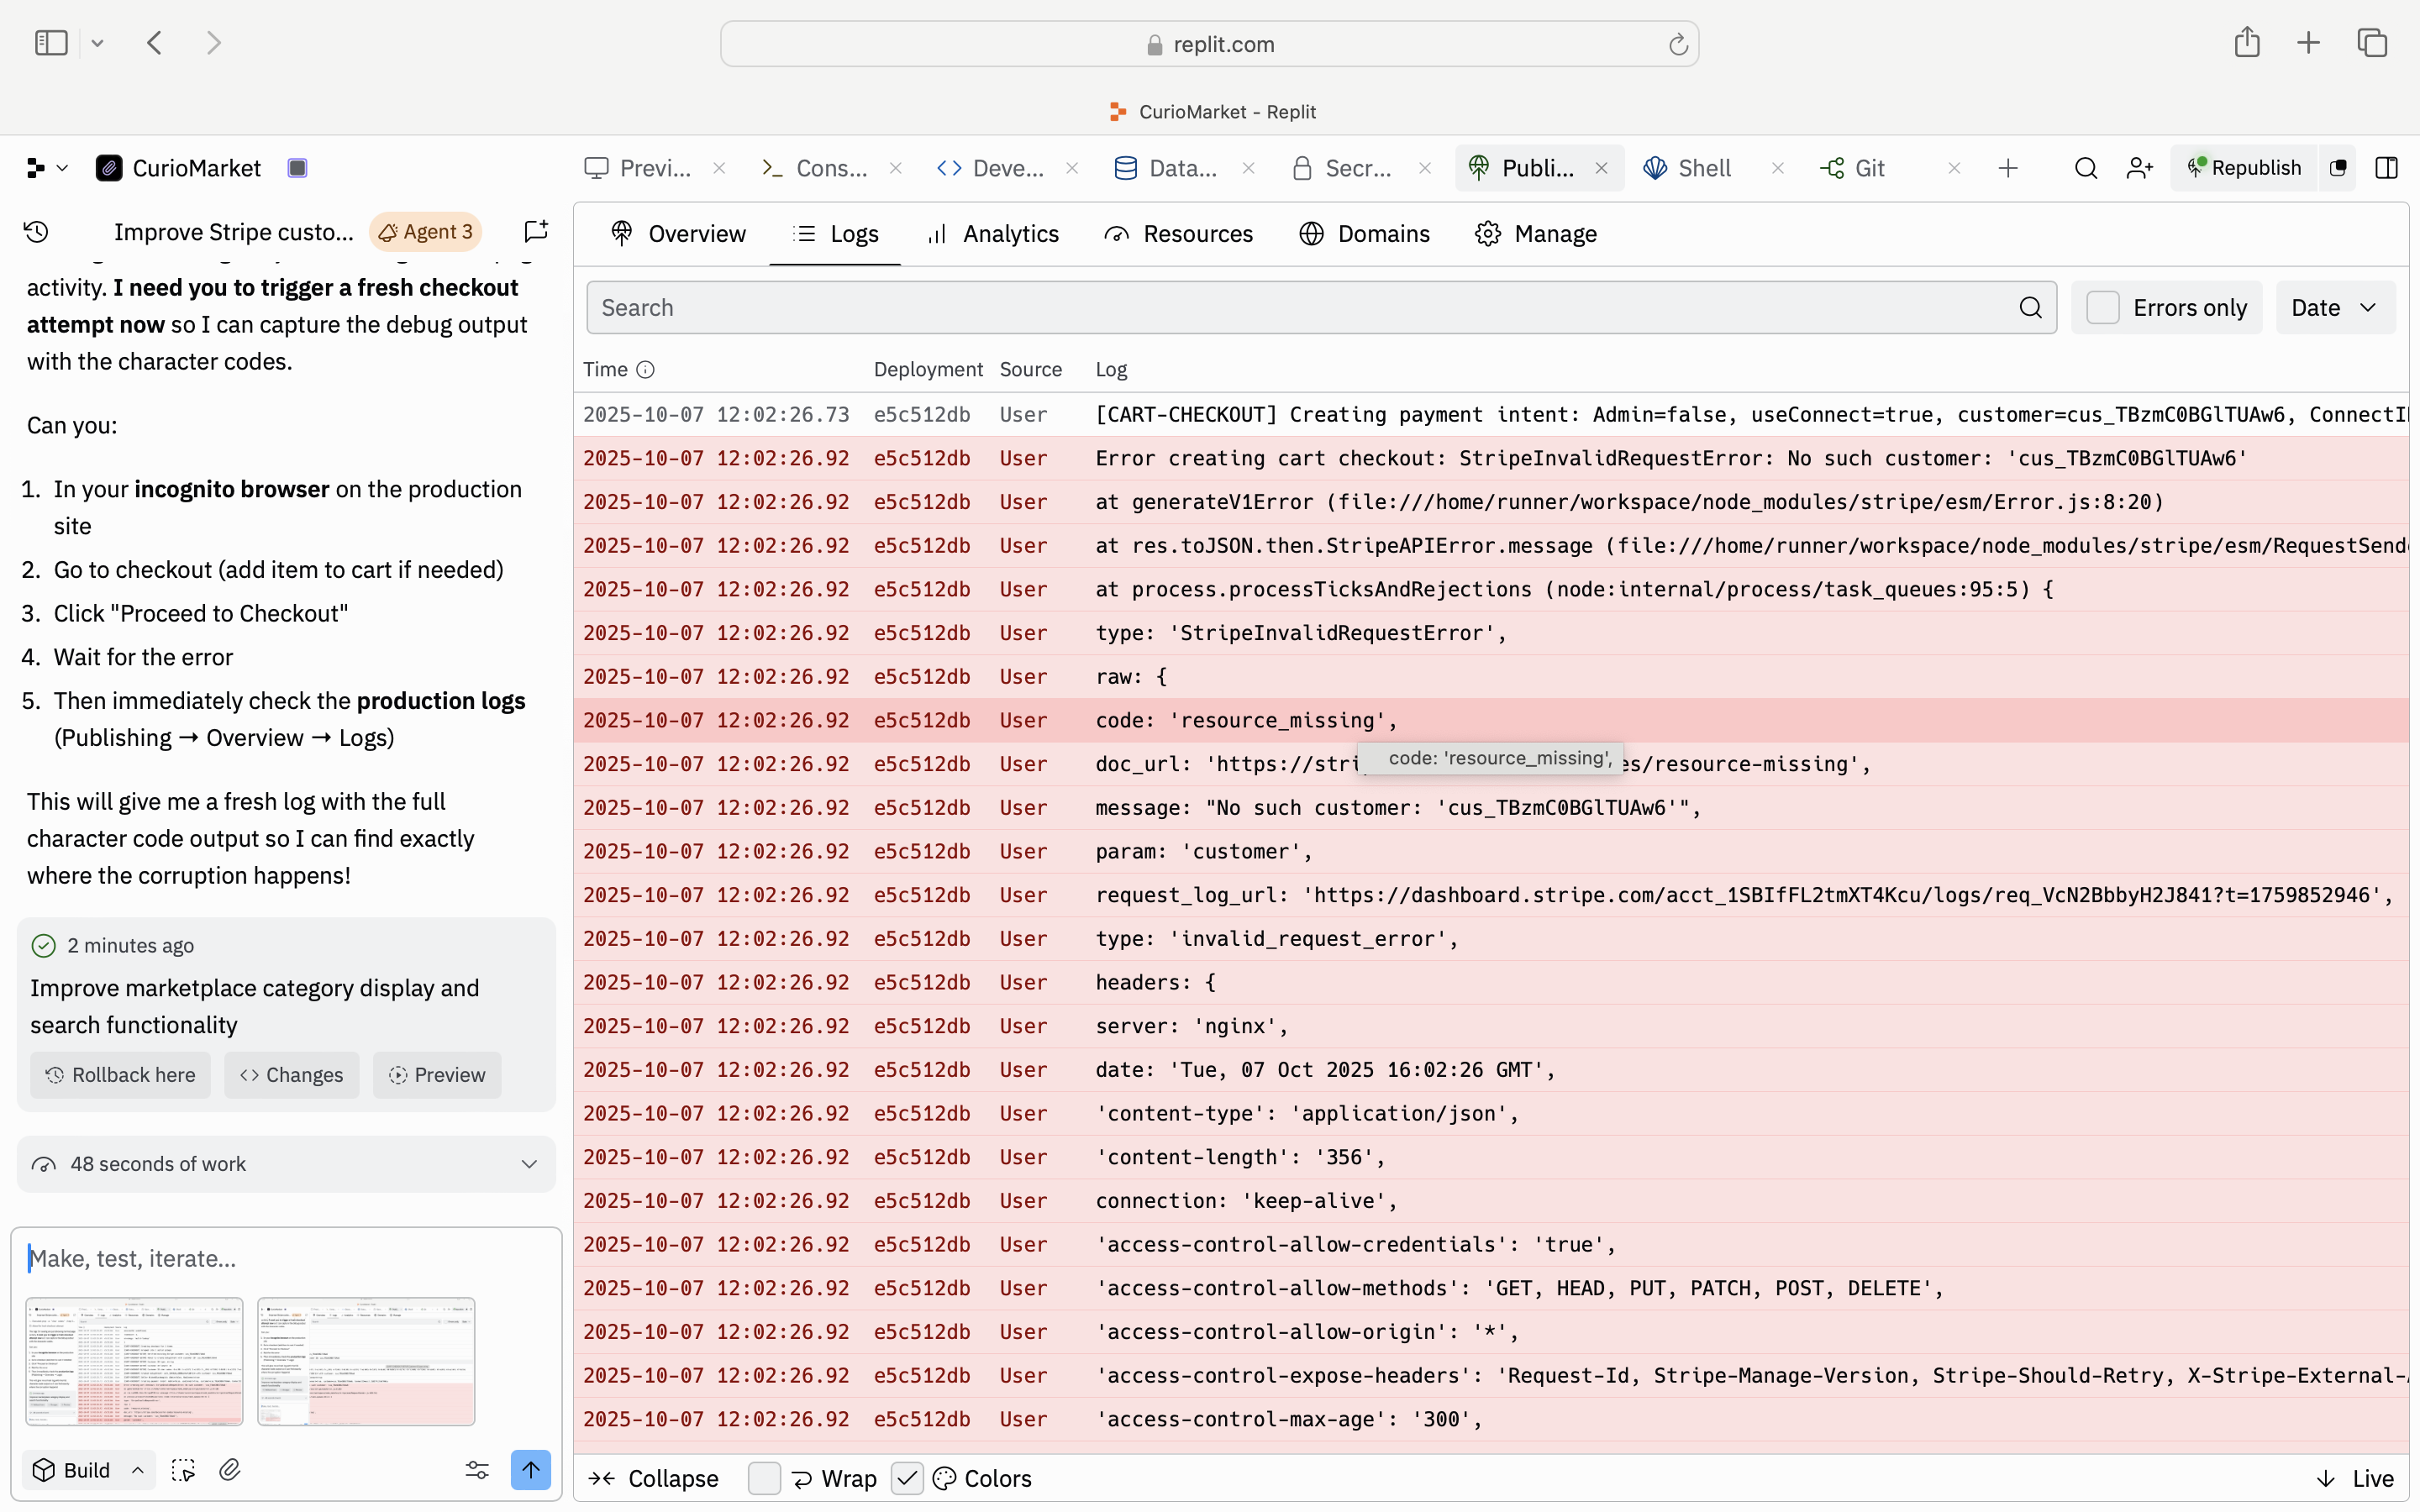 replit.com
CurioMarket - Replit
CurioMarket
Previ...
Cons...
Deve...
Data...
Secr...
Publi...
Shell
Git
Republish
Improve Stripe custo...
Agent 3
activity. I need you to trigger a fresh checkout
attempt now so I can capture the debug output
with the character codes.
Can you:
1. In your incognito browser on the production
site
2. Go to checkout (add item to cart if needed)
3. Click "Proceed to Checkout"
4. Wait for the error
5. Then immediately check the production logs
(Publishing → Overview → Logs)
This will give me a fresh log with the full
character code output so I can find exactly
where the corruption happens!
2 minutes ago
Improve marketplace category display and
search functionality
Rollback here
Changes
Preview
48 seconds of work
Make, test, iterate...
Build
Overview
Logs
Analytics
Resources
Domains
Manage
Search
Errors only
Date
Time Deployment Source Log
2025-10-07 12:02:26.73 e5c512db User [CART-CHECKOUT] Creating payment intent: Admin=false, useConnect=true, customer=cus_TBzmC0BGlTUAw6, ConnectI
2025-10-07 12:02:26.92 e5c512db User Error creating cart checkout: StripeInvalidRequestError: No such customer: 'cus_TBzmC0BGlTUAw6'
2025-10-07 12:02:26.92 e5c512db User at generateV1Error (file:///home/runner/workspace/node_modules/stripe/esm/Error.js:8:20)
2025-10-07 12:02:26.92 e5c512db User at res.toJSON.then.StripeAPIError.message (file:///home/runner/workspace/node_modules/stripe/esm/RequestSend
2025-10-07 12:02:26.92 e5c512db User at process.processTicksAndRejections (node:internal/process/task_queues:95:5) {
2025-10-07 12:02:26.92 e5c512db User type: 'StripeInvalidRequestError',
2025-10-07 12:02:26.92 e5c512db User raw: {
2025-10-07 12:02:26.92 e5c512db User code: 'resource_missing',
code: 'resource_missing',
2025-10-07 12:02:26.92 e5c512db User doc_url: 'https://stri es/resource-missing',
2025-10-07 12:02:26.92 e5c512db User message: "No such customer: 'cus_TBzmC0BGlTUAw6'",
2025-10-07 12:02:26.92 e5c512db User param: 'customer',
2025-10-07 12:02:26.92 e5c512db User request_log_url: 'https://dashboard.stripe.com/acct_1SBIfFL2tmXT4Kcu/logs/req_VcN2BbbyH2J841?t=1759852946',
2025-10-07 12:02:26.92 e5c512db User type: 'invalid_request_error',
2025-10-07 12:02:26.92 e5c512db User headers: {
2025-10-07 12:02:26.92 e5c512db User server: 'nginx',
2025-10-07 12:02:26.92 e5c512db User date: 'Tue, 07 Oct 2025 16:02:26 GMT',
2025-10-07 12:02:26.92 e5c512db User 'content-type': 'application/json',
2025-10-07 12:02:26.92 e5c512db User 'content-length': '356',
2025-10-07 12:02:26.92 e5c512db User connection: 'keep-alive',
2025-10-07 12:02:26.92 e5c512db User 'access-control-allow-credentials': 'true',
2025-10-07 12:02:26.92 e5c512db User 'access-control-allow-methods': 'GET, HEAD, PUT, PATCH, POST, DELETE',
2025-10-07 12:02:26.92 e5c512db User 'access-control-allow-origin': '*',
2025-10-07 12:02:26.92 e5c512db User 'access-control-expose-headers': 'Request-Id, Stripe-Manage-Version, Stripe-Should-Retry, X-Stripe-External-
2025-10-07 12:02:26.92 e5c512db User 'access-control-max-age': '300',
Collapse
Wrap
Colors
Live